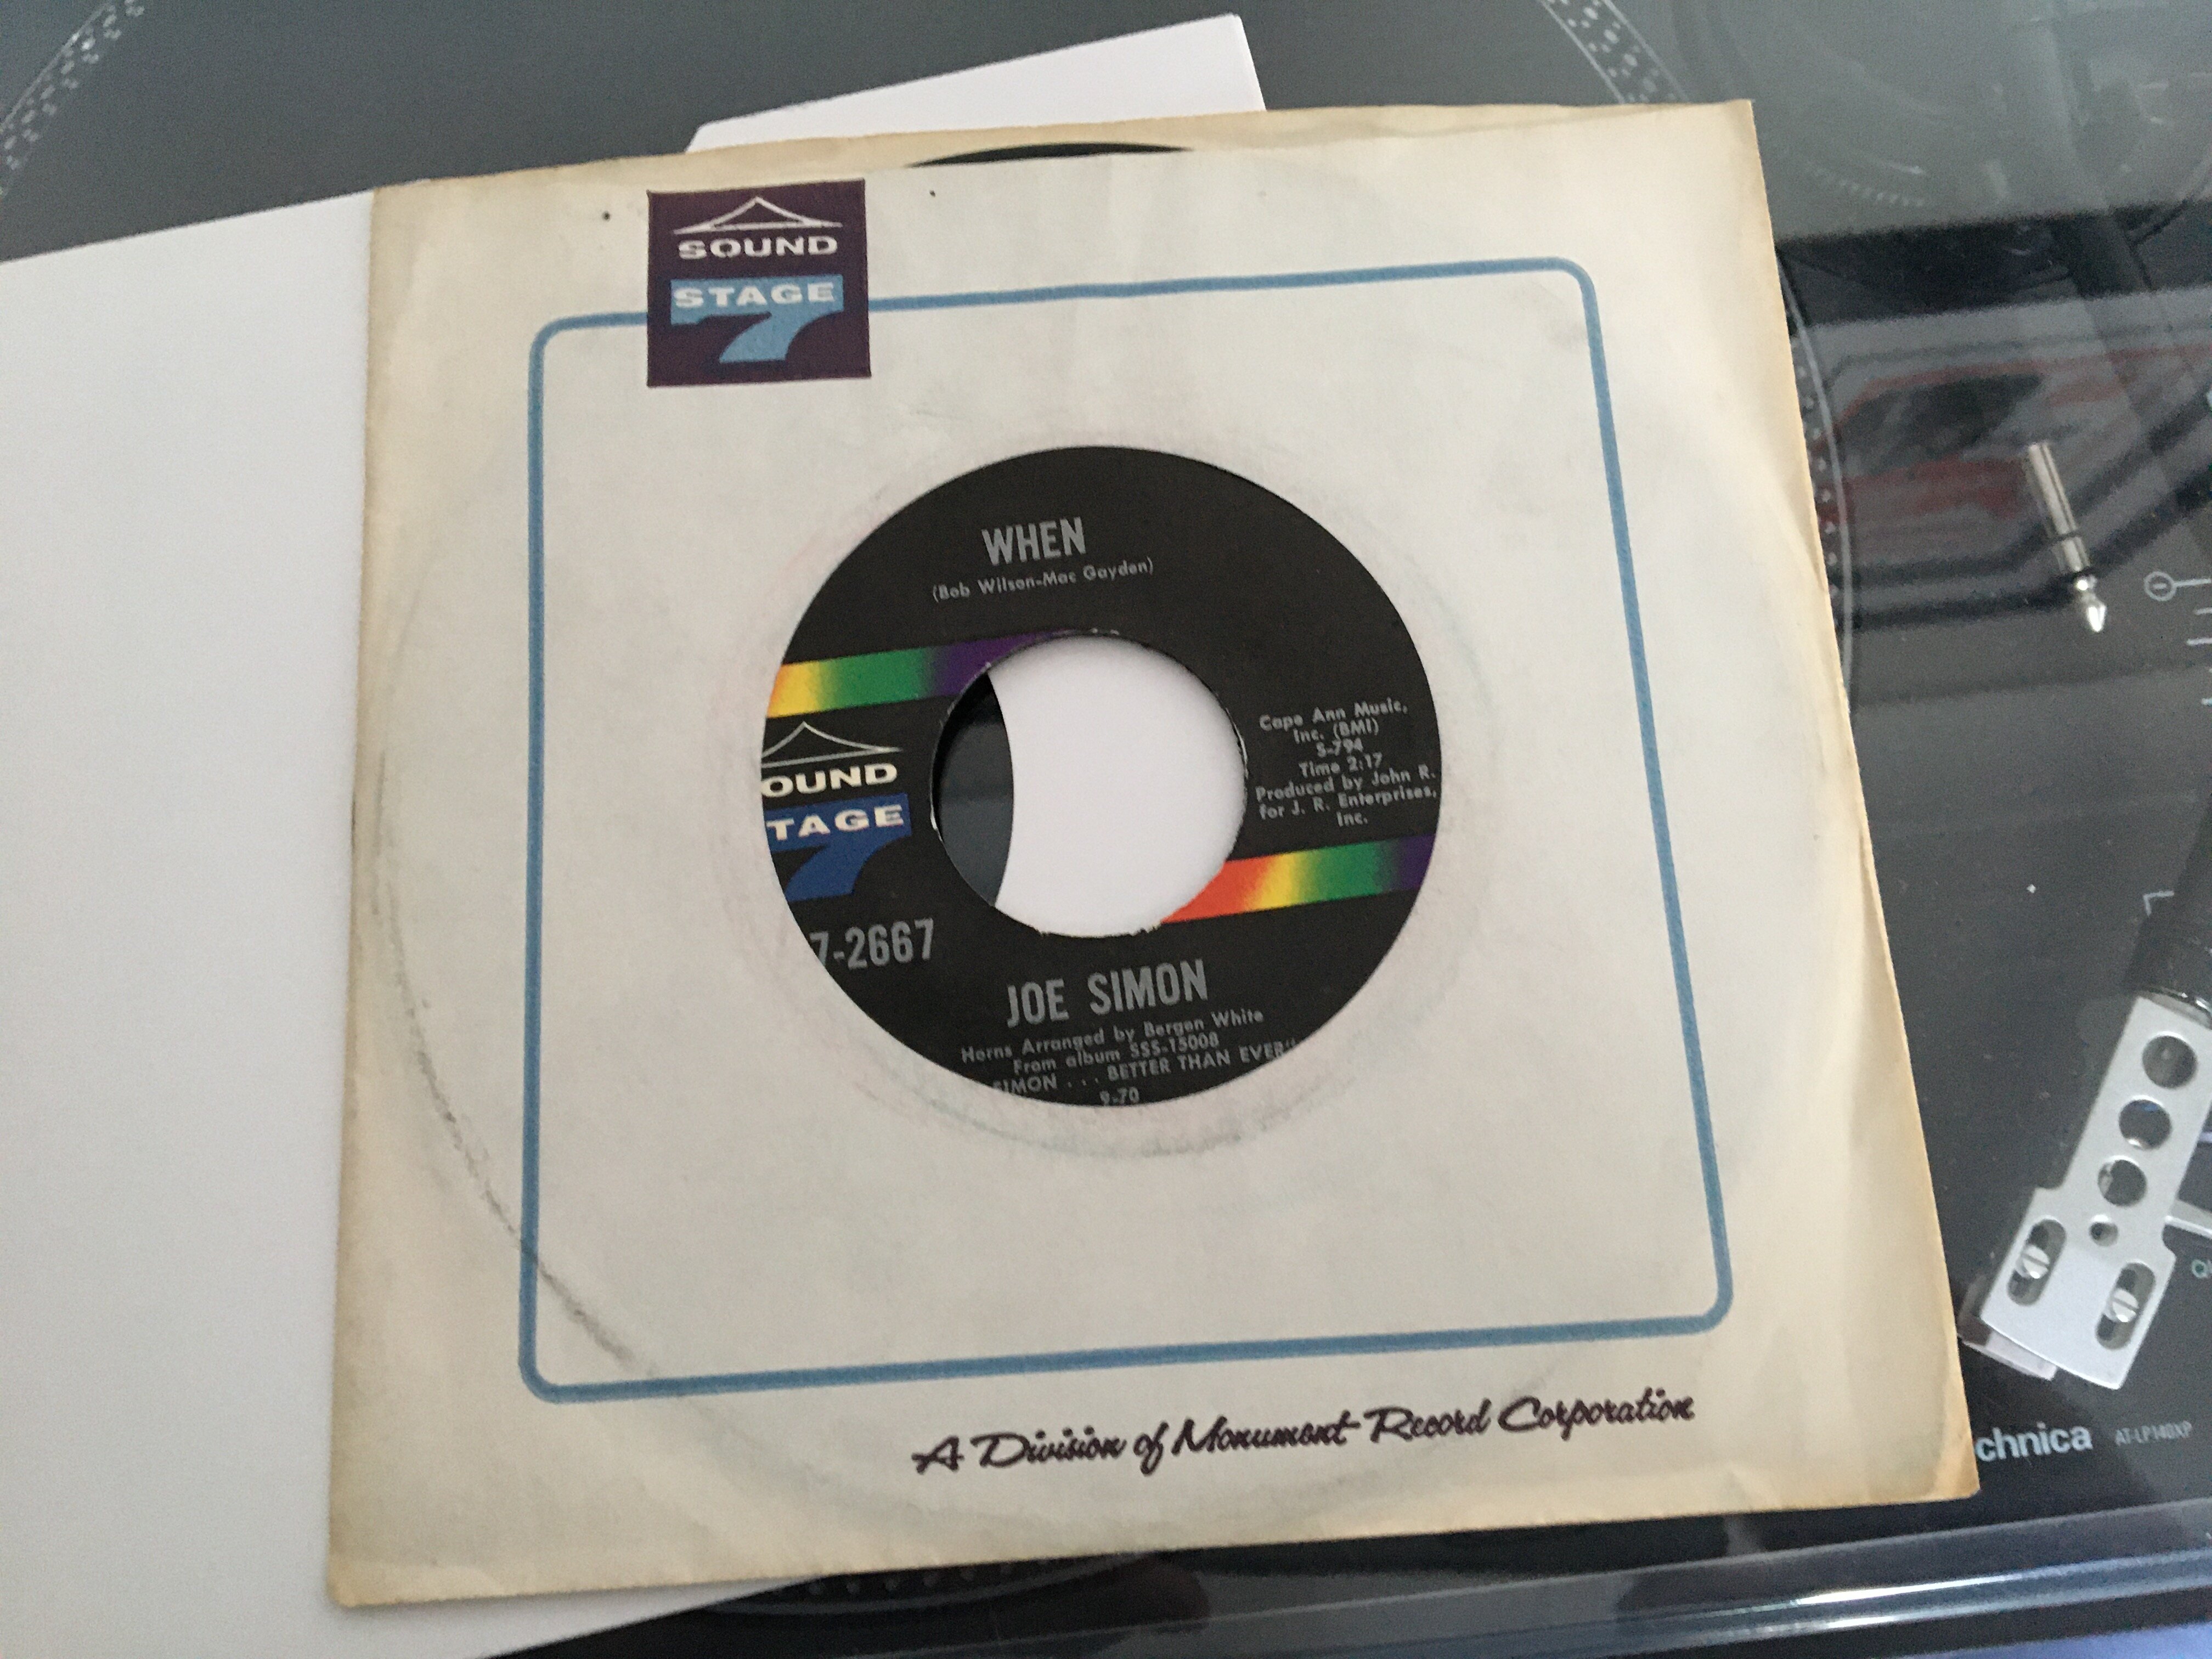 SOUND
STAGE
7
WHEN
(Bob Wilson-Mac Gayden)
OUND
TAGE
7
Cape Ann Music,
Inc. (BMI)
S-794
Time 2:17
Produced by John R.
for J. R. Enterprises,
Inc.
7-2667
JOE SIMON
Horns Arranged by Bergen White
From album SSS-15008
SIMON . . . BETTER THAN EVER"
9-70
A Division of Monument Record Corporation
chnica AT-LP140XP